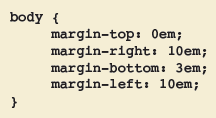 body {
margin-top: 0em;
margin-right: 10em;
margin-bottom: 3em;
margin-left: 10em;
}